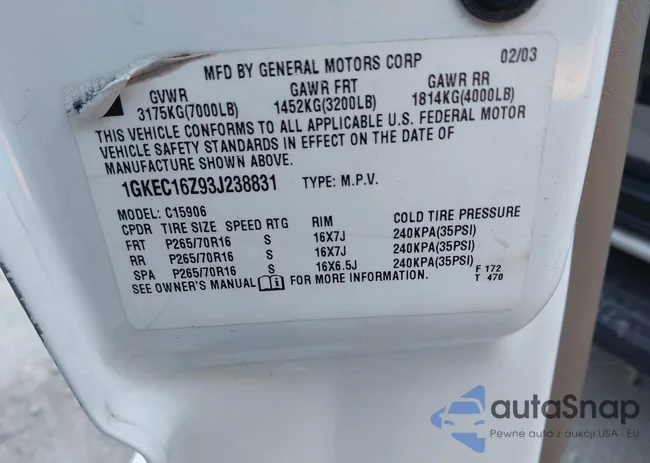 MFD BY GENERAL MOTORS CORP 02/03
GVWR GAWR FRT GAWR RR
3175KG(7000LB) 1452KG(3200LB) 1814KG(4000LB)
THIS VEHICLE CONFORMS TO ALL APPLICABLE U.S. FEDERAL MOTOR
VEHICLE SAFETY STANDARDS IN EFFECT ON THE DATE OF
MANUFACTURE SHOWN ABOVE.
1GKEC16Z93J238831 TYPE: M.P.V.
MODEL: C15906
CPDR TIRE SIZE SPEED RTG RIM COLD TIRE PRESSURE
FRT P265/70R16 S 16X7J 240KPA(35PSI)
RR P265/70R16 S 16X7J 240KPA(35PSI)
SPA P265/70R16 S 16X6.5J 240KPA(35PSI)
SEE OWNER'S MANUAL FOR MORE INFORMATION.
F 172
T 470
autaSnap
Pewne auta z aukcji USA i EU